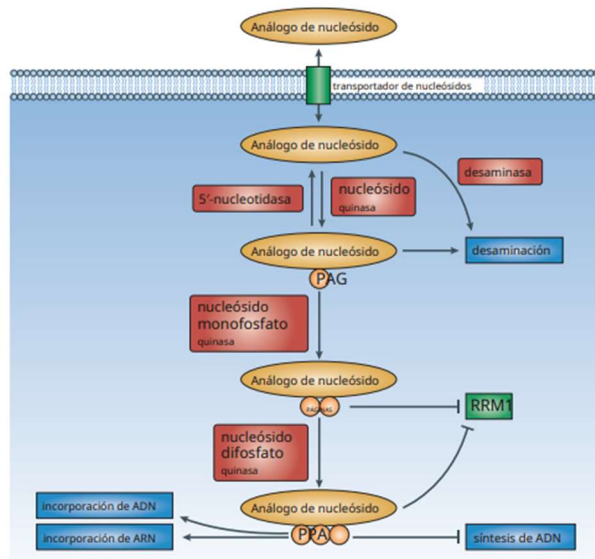 Análogo de nucleósido
transportador de nucleósidos
Análogo de nucleósido
desaminasa
5′-nucleotidasa
nucleósido
quinasa
Análogo de nucleósido
desaminación
PAG
nucleósido
monofosfato
quinasa
Análogo de nucleósido
RRM1
nucleósido
difosfato
quinasa
Análogo de nucleósido
incorporación de ADN
PPA
incorporación de ARN
síntesis de ADN